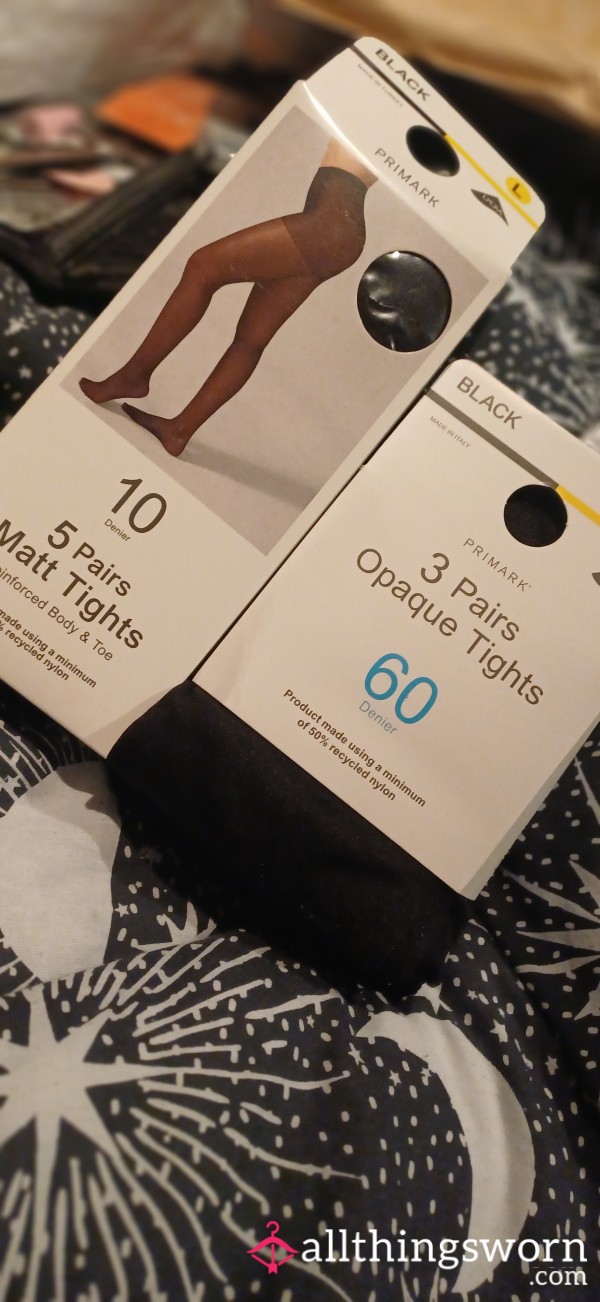 BLACK
PRIMARK
L
10
Denier
5 Pairs
Matt Tights
Body & Toe
made using a minimum
recycled nylon
BLACK
MADE IN ITALY
PRIMARK
3 Pairs
Opaque Tights
60
Denier
Product made using a minimum
of 50% recycled nylon
allthingsworn
.com